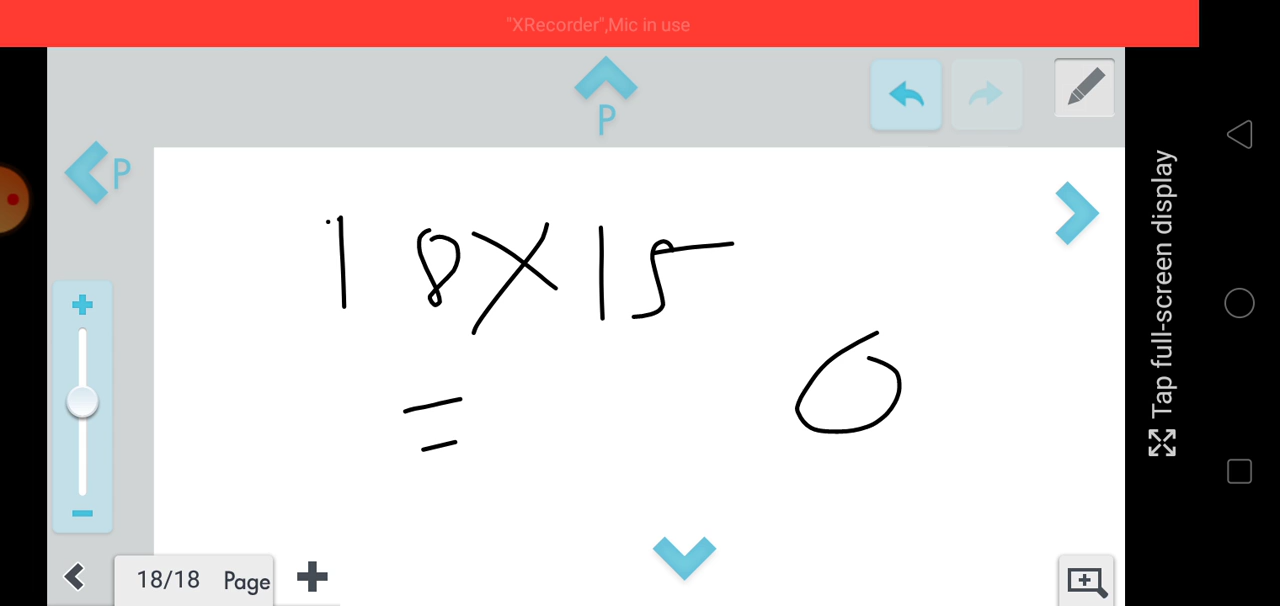 "XRecorder",Mic in use
P
P
18X15
= 0
Tap full-screen display
18/18 Page